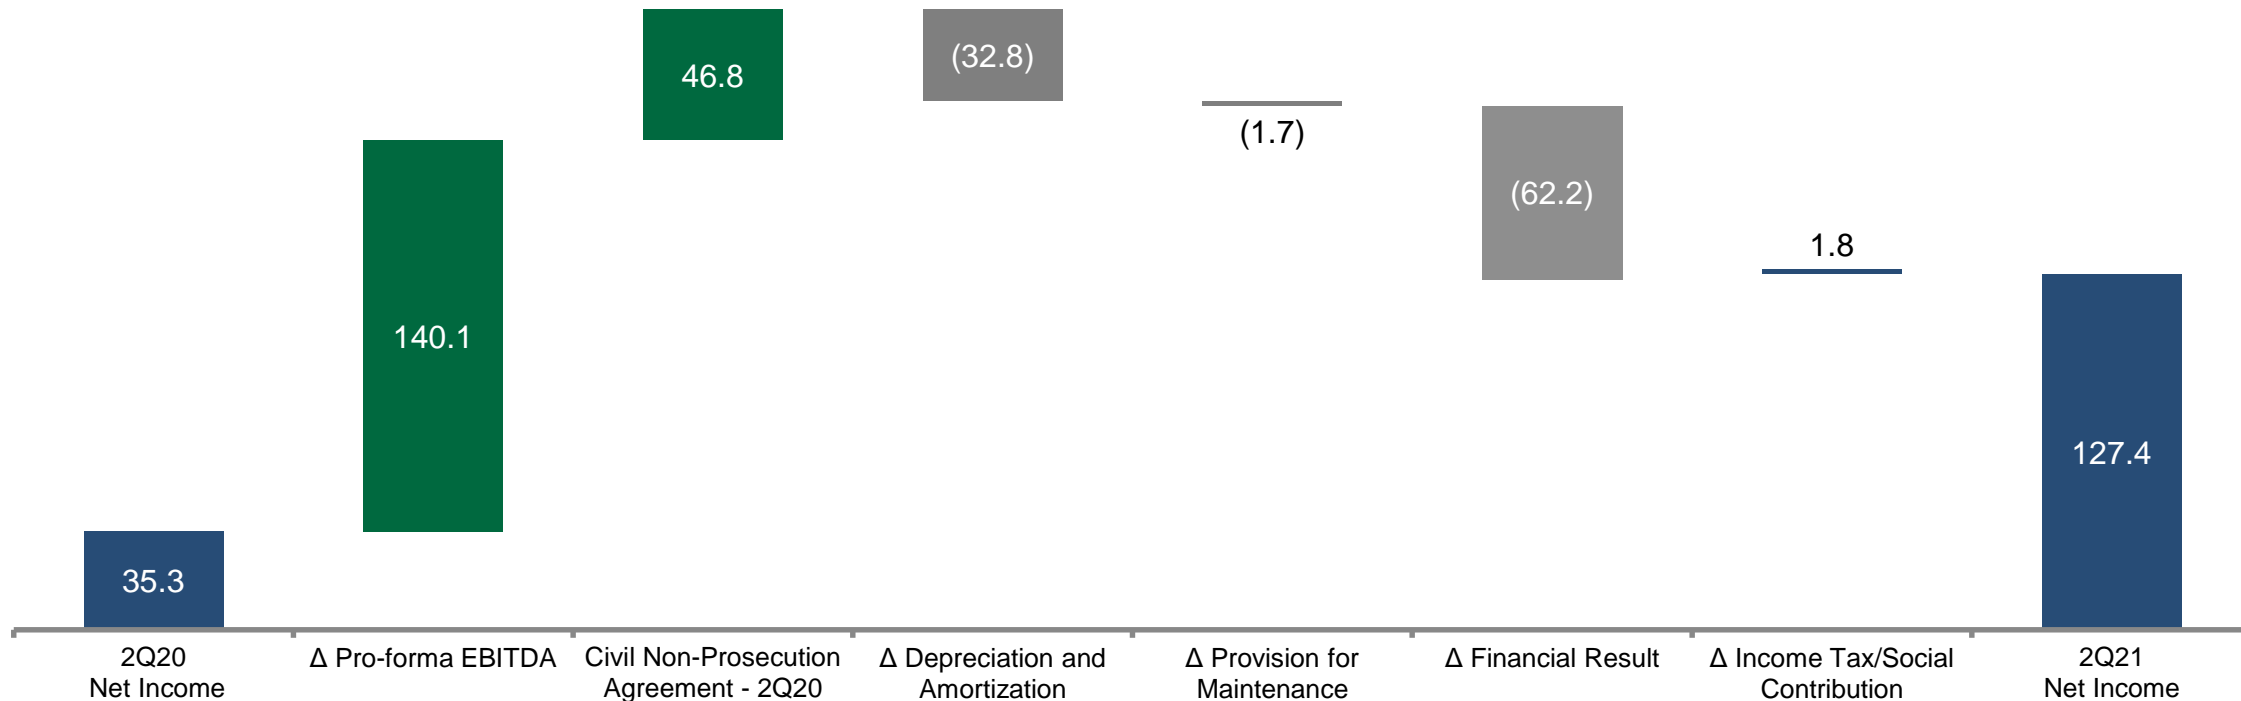 46.8
(32.8)
(1.7)
(62.2)
1.8
140.1
127.4
35.3
2Q20
Net Income
Δ Pro-forma EBITDA
Civil Non-Prosecution
Agreement - 2Q20
Δ Depreciation and
Amortization
Δ Provision for
Maintenance
Δ Financial Result
Δ Income Tax/Social
Contribution
2Q21
Net Income